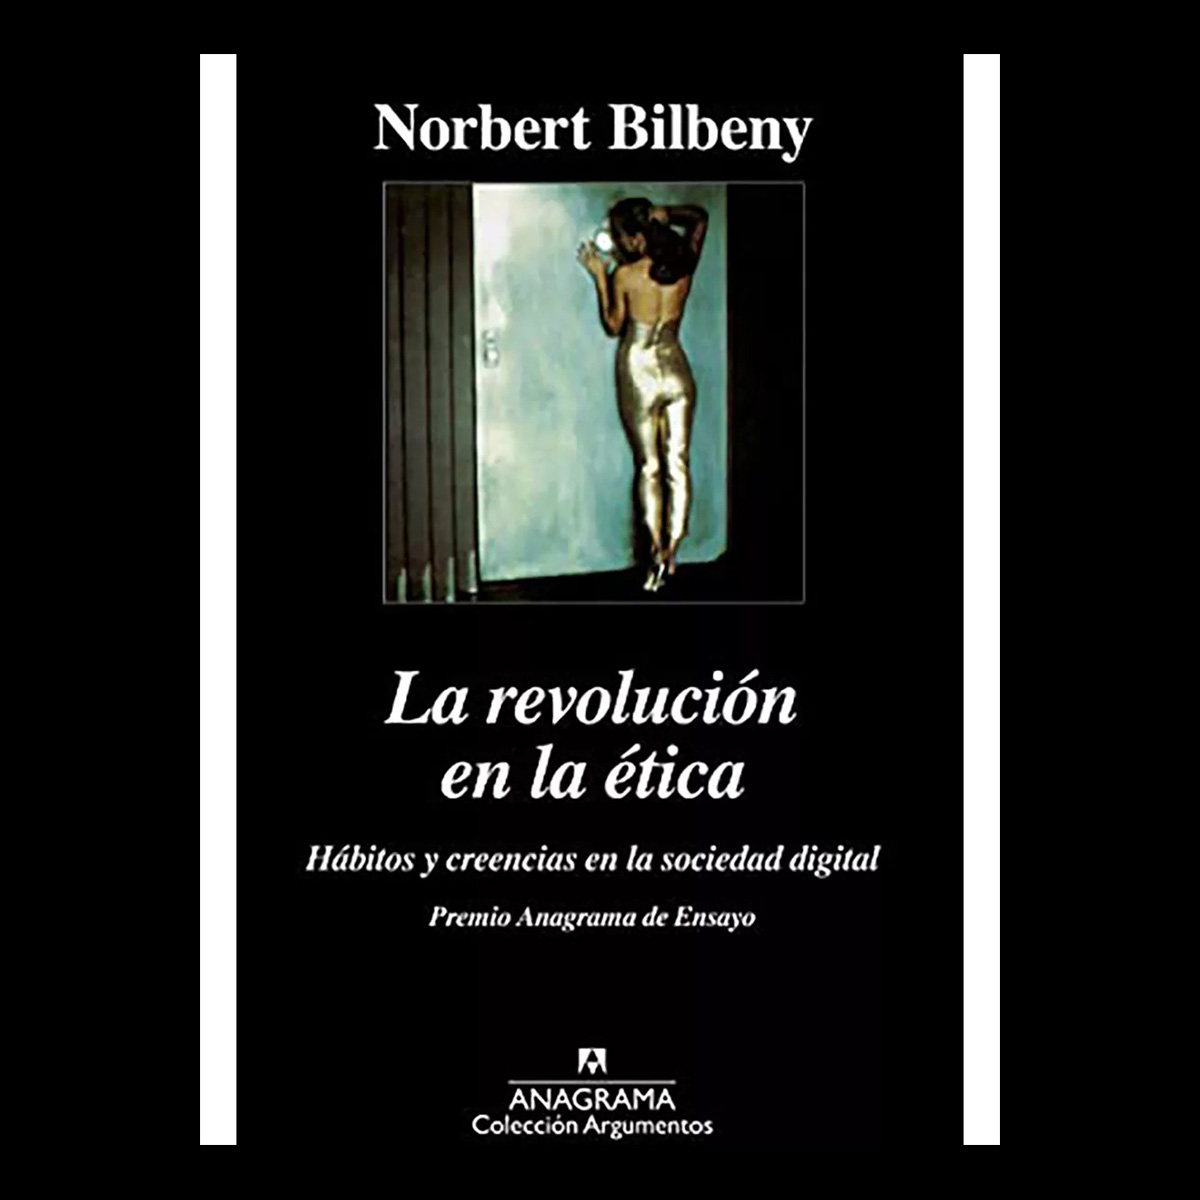 Norbert Bilbeny
La revolución
en la ética
Hábitos y creencias en la sociedad digital
Premio Anagrama de Ensayo
ANAGRAMA
Colección Argumentos